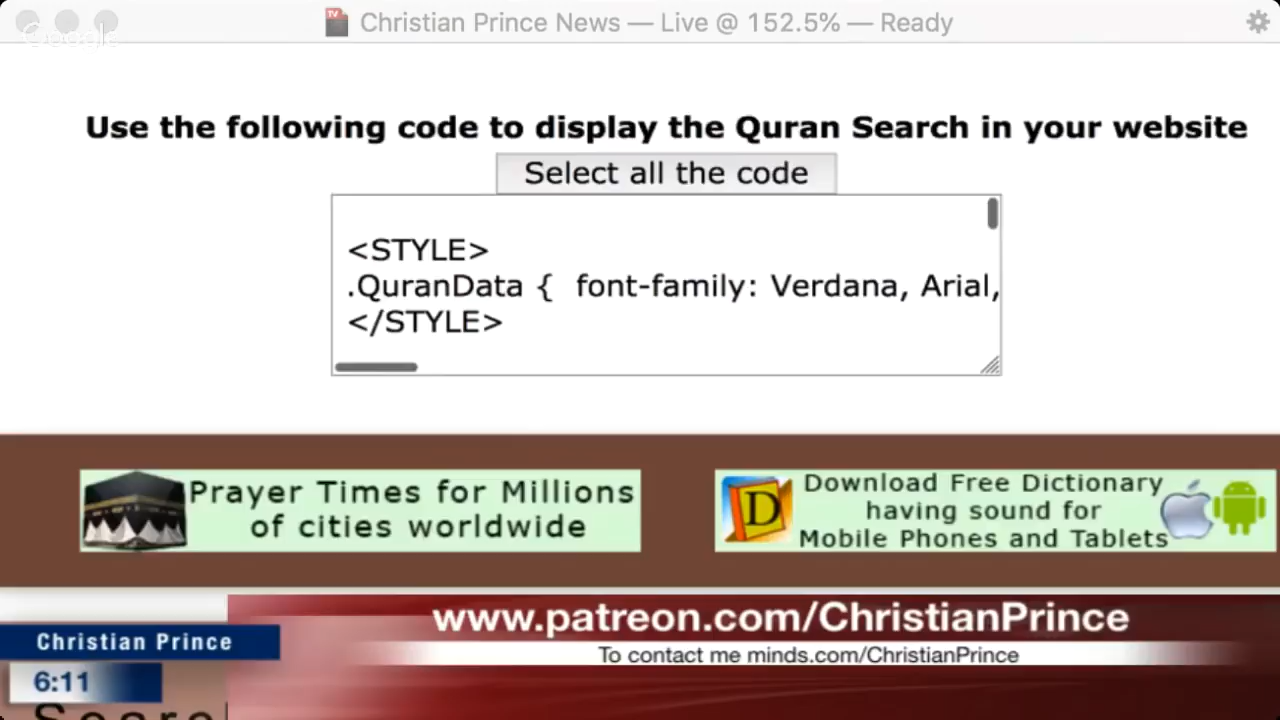 Christian Prince News — Live @ 152.5% — Ready
Google
Use the following code to display the Quran Search in your website
Select all the code
<STYLE>
.QuranData {  font-family: Verdana, Arial,
</STYLE>
Prayer Times for Millions
of cities worldwide
D
Download Free Dictionary
having sound for
Mobile Phones and Tablets
www.patreon.com/ChristianPrince
To contact me minds.com/ChristianPrince
Christian Prince
6:11